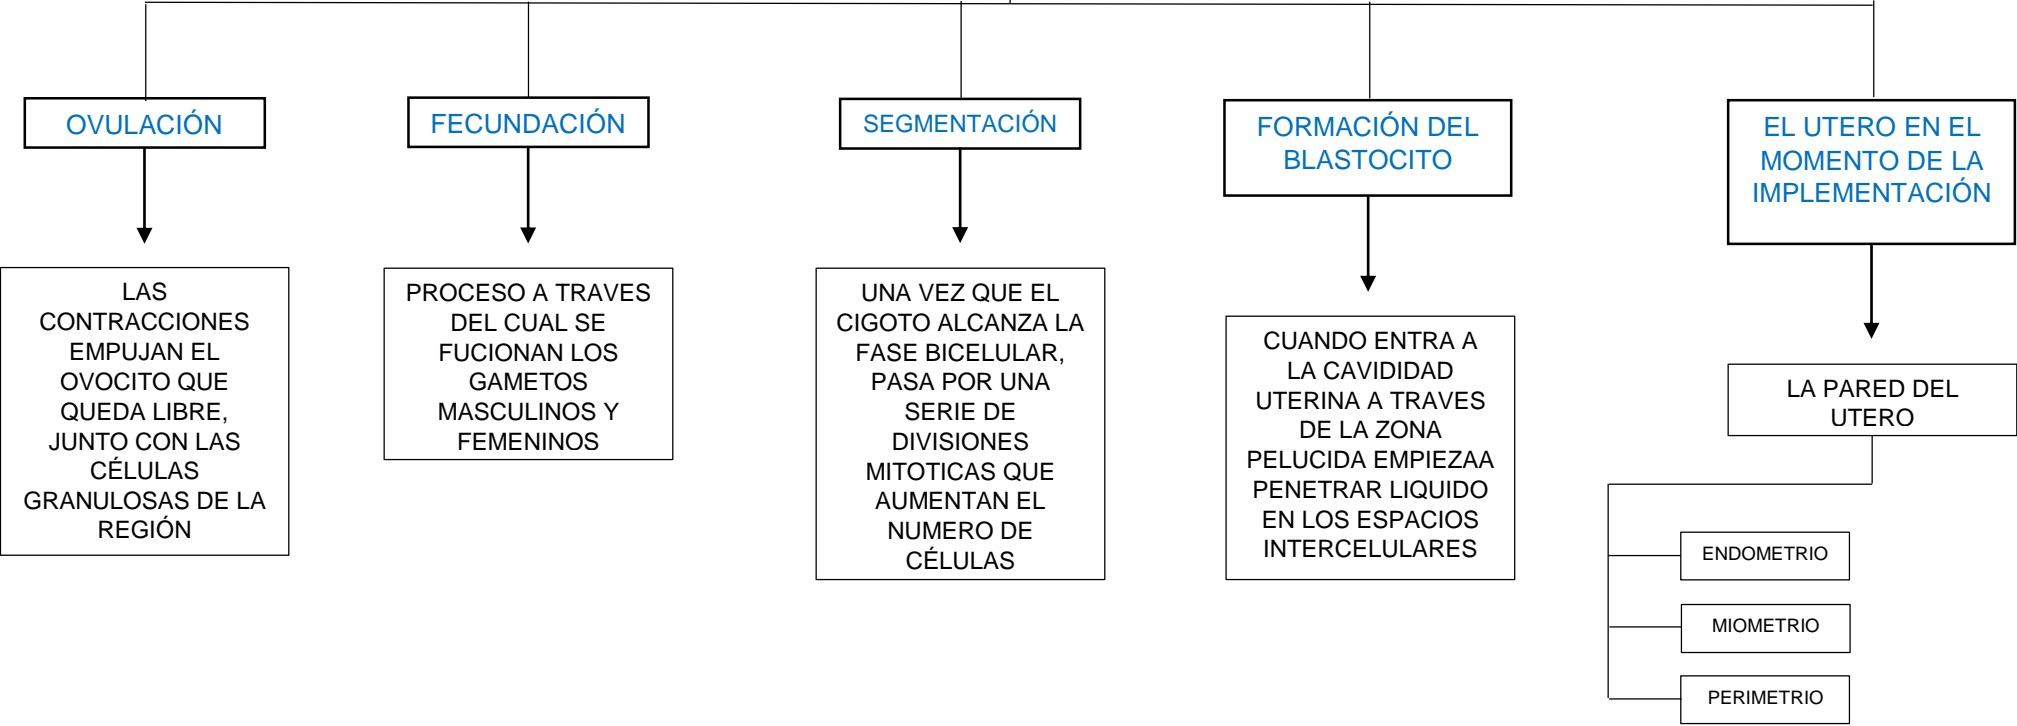 OVULACIÓN
LAS
CONTRACCIONES
EMPUJAN EL
OVOCITO QUE
QUEDA LIBRE,
JUNTO CON LAS
CÉLULAS
GRANULOSAS DE LA
REGIÓN
FECUNDACIÓN
PROCESO A TRAVES
DEL CUAL SE
FUCIONAN LOS
GAMETOS
MASCULINOS Y
FEMENINOS
SEGMENTACIÓN
UNA VEZ QUE EL
CIGOTO ALCANZA LA
FASE BICELULAR,
PASA POR UNA
SERIE DE
DIVISIONES
MITOTICAS QUE
AUMENTAN EL
NUMERO DE
CÉLULAS
FORMACIÓN DEL
BLASTOCITO
CUANDO ENTRA A
LA CAVIDIDAD
UTERINA A TRAVES
DE LA ZONA
PELUCIDA EMPIEZAA
PENETRAR LIQUIDO
EN LOS ESPACIOS
INTERCELULARES
EL UTERO EN EL
MOMENTO DE LA
IMPLEMENTACIÓN
LA PARED DEL
UTERO
ENDOMETRIO
MIOMETRIO
PERIMETRIO